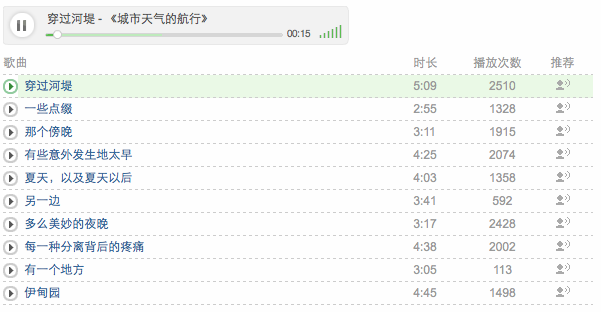 穿过河堤 - 《城市天气的航行》
00:15
歌曲 时长 播放次数 推荐
穿过河堤 5:09 2510
一些点缀 2:55 1328
那个傍晚 3:11 1915
有些意外发生地太早 4:25 2074
夏天，以及夏天以后 4:03 1358
另一边 3:41 592
多么美妙的夜晚 3:17 2428
每一种分离背后的疼痛 4:38 2002
有一个地方 3:05 113
伊甸园 4:45 1498